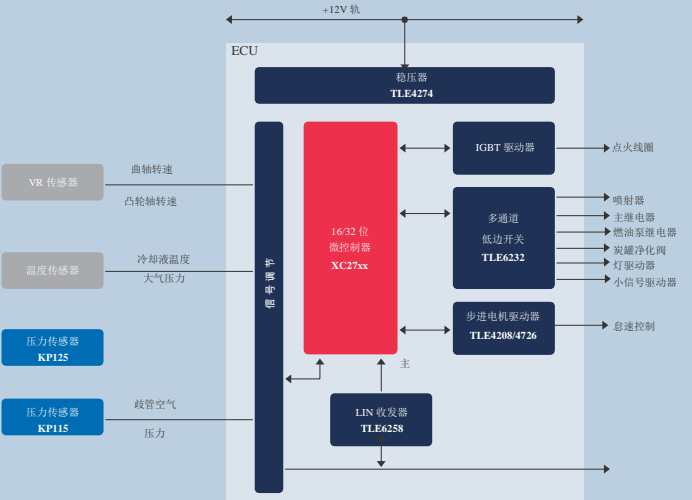 +12V 轨
ECU
稳压器
TLE4274
IGBT 驱动器
点火线圈
曲轴转速
VR 传感器
凸轮轴转速
16/32 位
微控制器
XC27xx
多通道
低边开关
TLE6232
喷射器
主继电器
燃油泵继电器
炭罐净化阀
灯驱动器
小信号驱动器
冷却液温度
温度传感器
大气压力
信号调节
步进电机驱动器
TLE4208/4726
怠速控制
压力传感器
KP125
主
歧管空气
压力传感器
KP115
压力
LIN 收发器
TLE6258